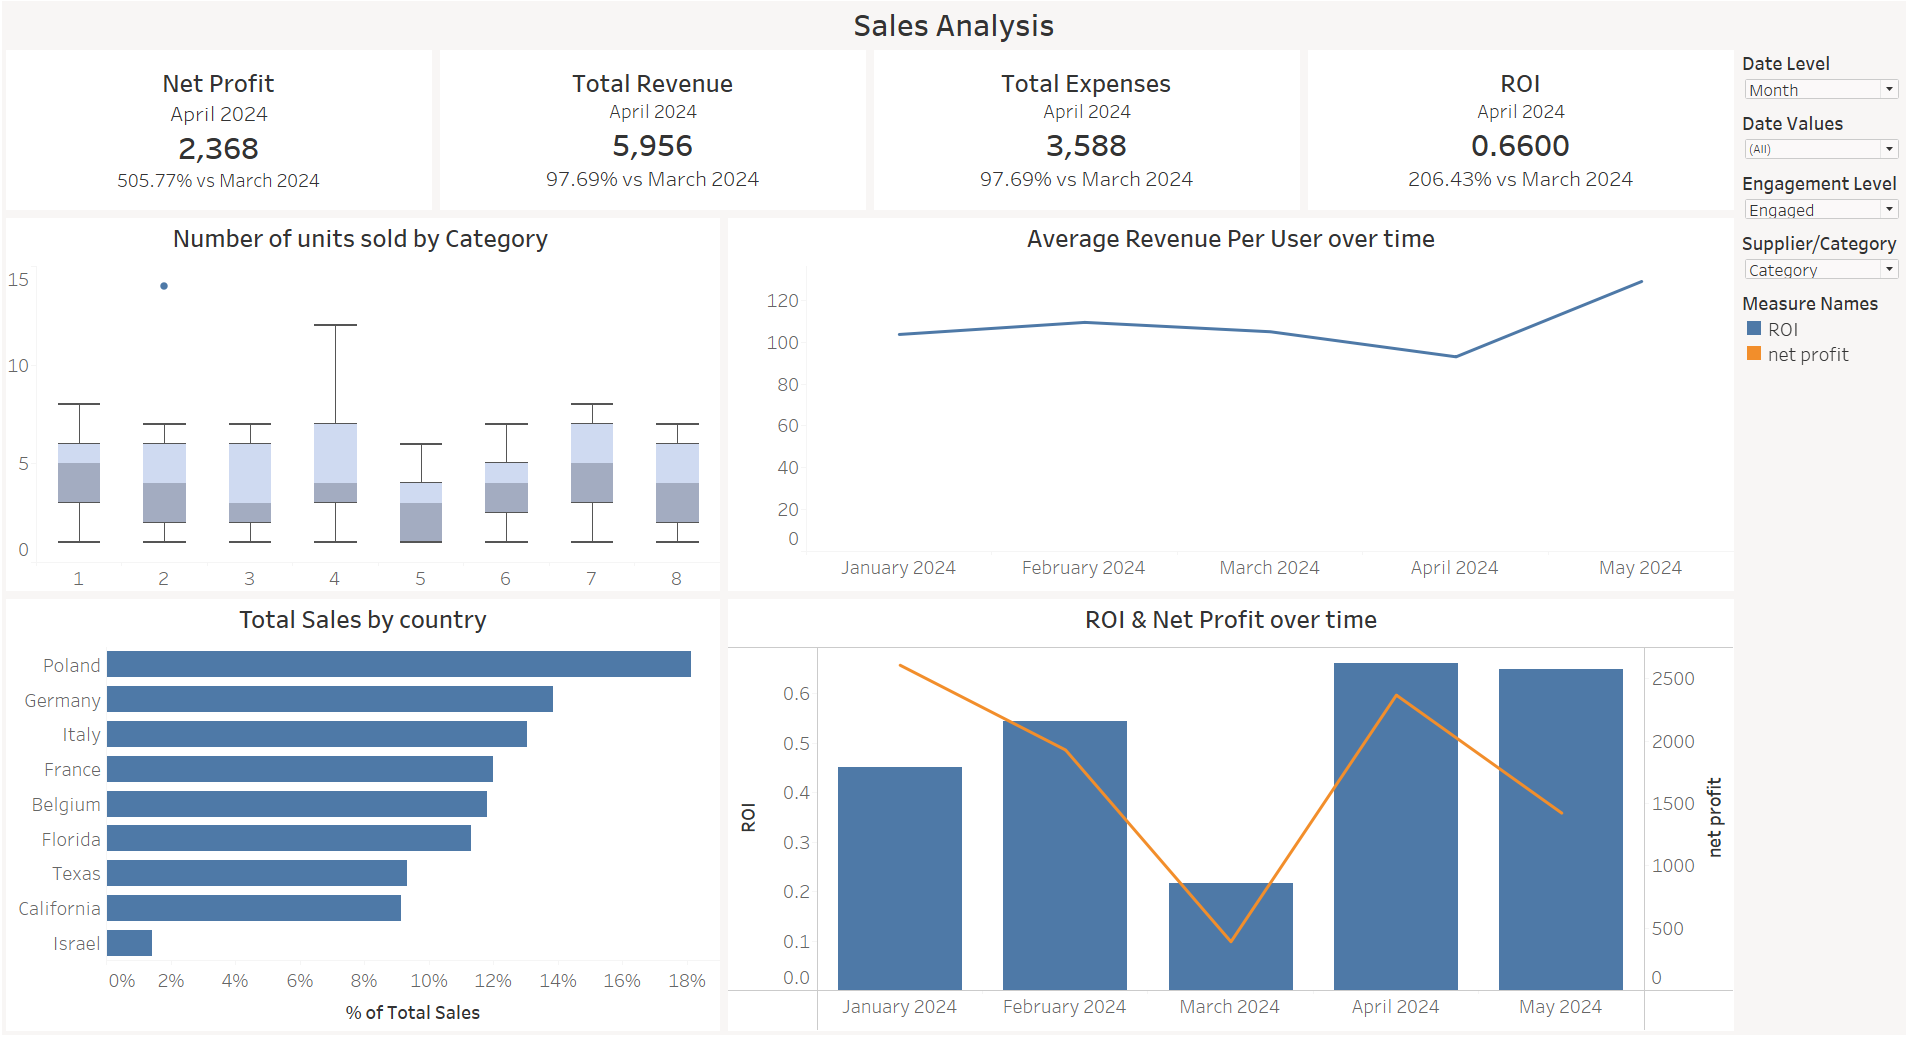 Sales Analysis
Net Profit
April 2024
2,368
505.77% vs March 2024
Total Revenue
April 2024
5,956
97.69% vs March 2024
Total Expenses
April 2024
3,588
97.69% vs March 2024
ROI
April 2024
0.6600
206.43% vs March 2024
Date Level
Month
Date Values
(All)
Engagement Level
Engaged
Supplier/Category
Category
Measure Names
ROI
net profit
Number of units sold by Category
15
10
5
0
1 2 3 4 5 6 7 8
Average Revenue Per User over time
120
100
80
60
40
20
0
January 2024 February 2024 March 2024 April 2024 May 2024
Total Sales by country
Poland
Germany
Italy
France
Belgium
Florida
Texas
California
Israel
0% 2% 4% 6% 8% 10% 12% 14% 16% 18%
% of Total Sales
ROI & Net Profit over time
ROI
0.6
0.5
0.4
0.3
0.2
0.1
0.0
2500
2000
1500
1000
500
0
net profit
January 2024 February 2024 March 2024 April 2024 May 2024